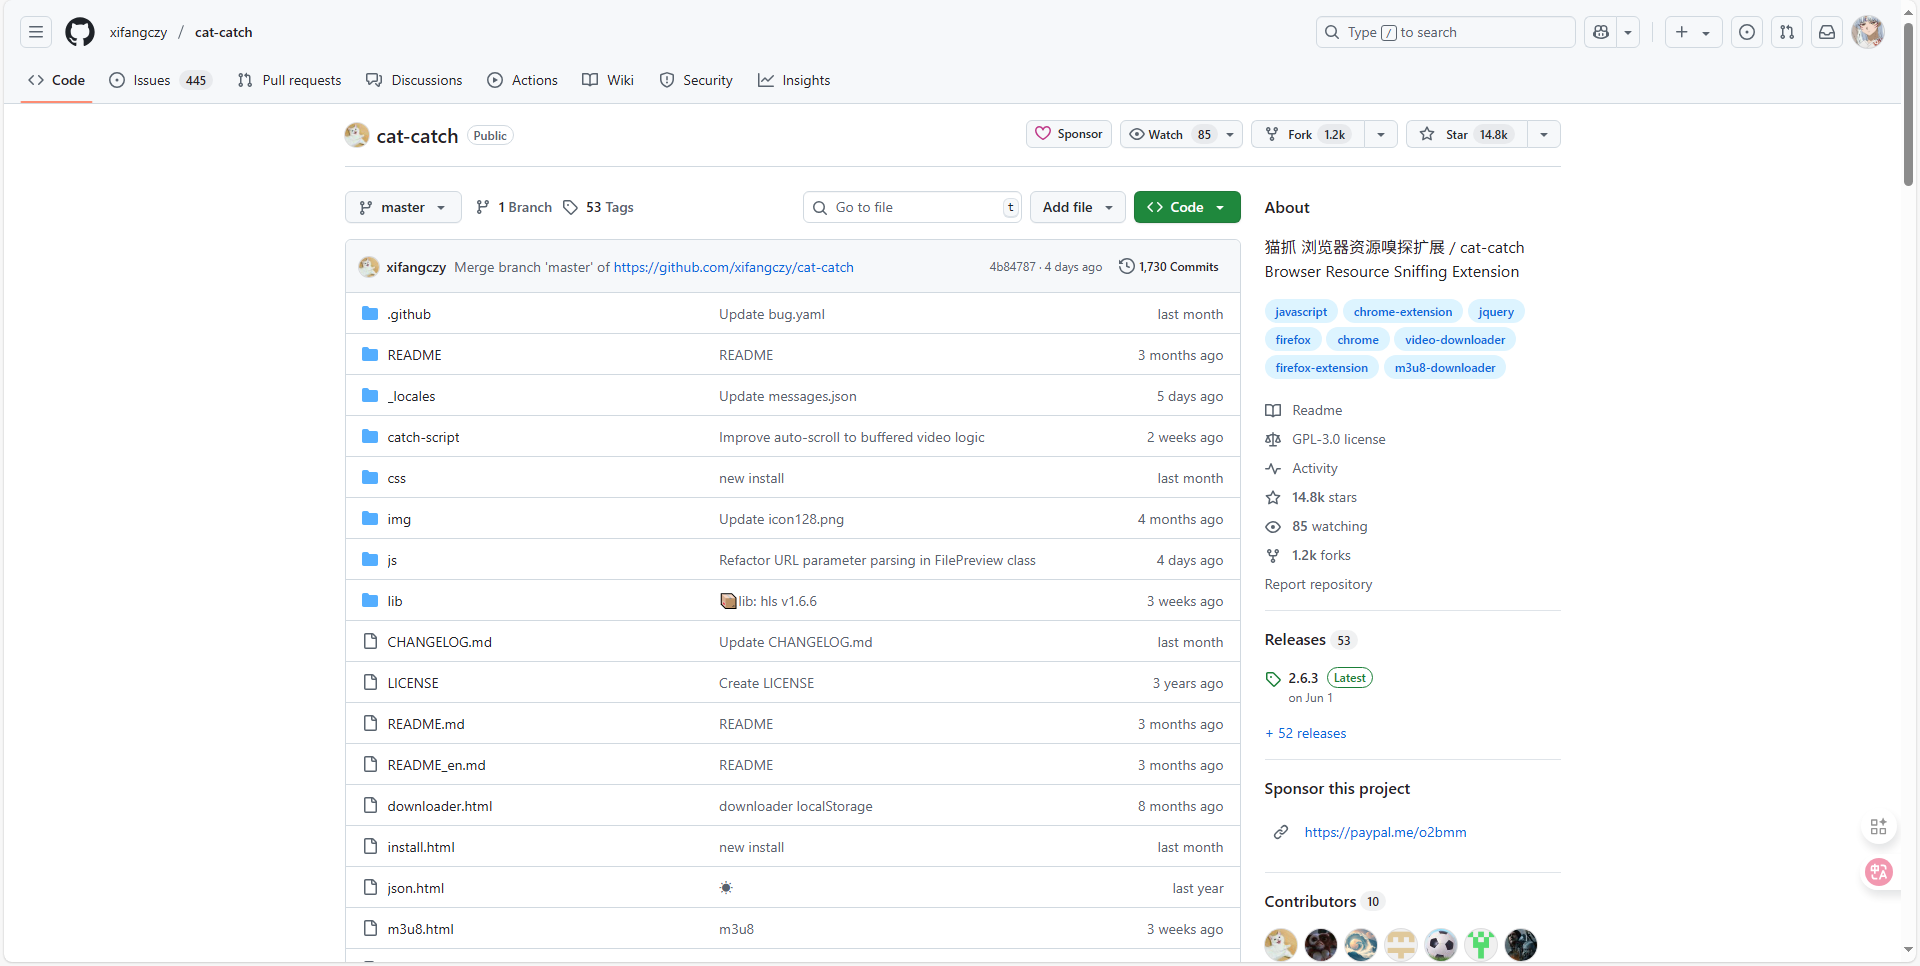 xifangczy / cat-catch
Type / to search
Code
Issues 445
Pull requests
Discussions
Actions
Wiki
Security
Insights
cat-catch Public
Sponsor
Watch 85
Fork 1.2k
Star 14.8k
master
1 Branch
53 Tags
Go to file t
Add file
Code
xifangczy Merge branch 'master' of https://github.com/xifangczy/cat-catch 4b84787 · 4 days ago 1,730 Commits
.github Update bug.yaml last month
README README 3 months ago
_locales Update messages.json 5 days ago
catch-script Improve auto-scroll to buffered video logic 2 weeks ago
css new install last month
img Update icon128.png 4 months ago
js Refactor URL parameter parsing in FilePreview class 4 days ago
lib lib: hls v1.6.6 3 weeks ago
CHANGELOG.md Update CHANGELOG.md last month
LICENSE Create LICENSE 3 years ago
README.md README 3 months ago
README_en.md README 3 months ago
downloader.html downloader localStorage 8 months ago
install.html new install last month
json.html last year
m3u8.html m3u8 3 weeks ago
About
猫抓 浏览器资源嗅探扩展 / cat-catch
Browser Resource Sniffing Extension
javascript chrome-extension jquery
firefox chrome video-downloader
firefox-extension m3u8-downloader
Readme
GPL-3.0 license
Activity
14.8k stars
85 watching
1.2k forks
Report repository
Releases 53
2.6.3 Latest
on Jun 1
+ 52 releases
Sponsor this project
https://paypal.me/o2bmm
Contributors 10
中A